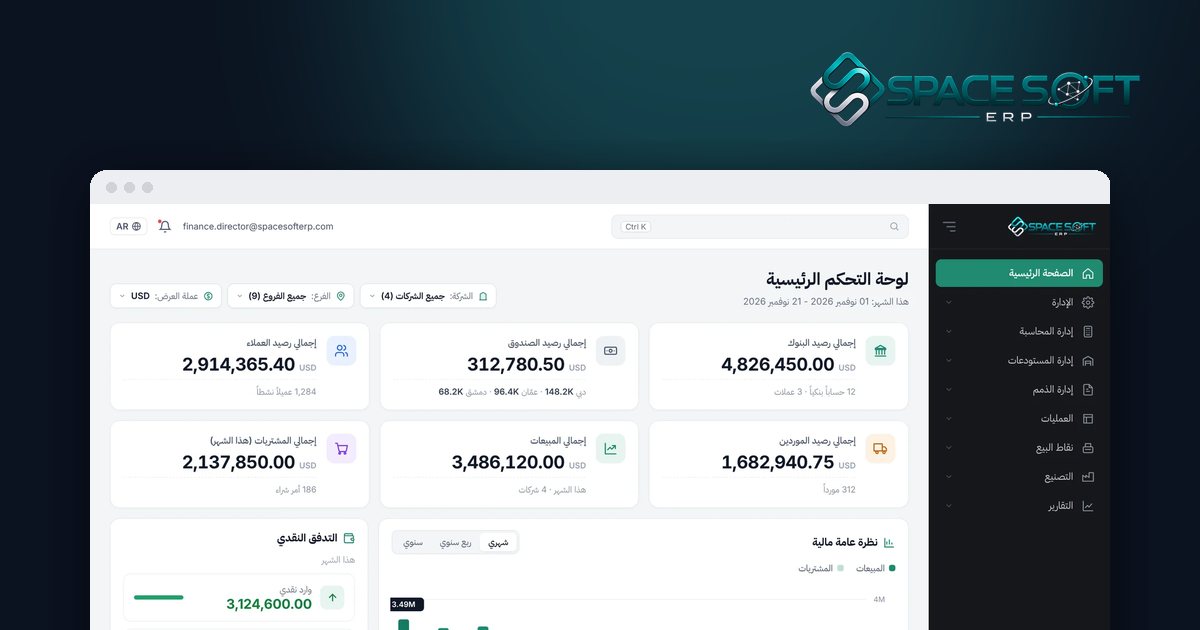 SPACE SOFT
ERP
AR
finance.director@spacesofterp.com
Ctrl K
SPACE SOFT
ERP
الصفحة الرئيسية
الإدارة
إدارة المحاسبة
إدارة المستودعات
إدارة الذمم
العمليات
نقاط البيع
التصنيع
التقارير
لوحة التحكم الرئيسية
هذا الشهر: 01 نوفمبر 2026 - 21 نوفمبر 2026
الشركة: جميع الشركات (4)
الفرع: جميع الفروع (9)
عملة العرض: USD
إجمالي رصيد البنوك
4,826,450.00 USD
12 حساباً بنكياً · 3 عملات
إجمالي رصيد الصندوق
312,780.50 USD
دبي 148.2K · عمّان 96.4K · دمشق 68.2K
إجمالي رصيد العملاء
2,914,365.40 USD
1,284 عميلاً نشطاً
إجمالي رصيد الموردين
1,682,940.75 USD
312 مورداً
إجمالي المبيعات
3,486,120.00 USD
هذا الشهر · 4 شركات
إجمالي المشتريات (هذا الشهر)
2,137,850.00 USD
186 أمر شراء
نظرة عامة مالية
شهري
ربع سنوي
سنوي
المبيعات
المشتريات
4M
3.49M
التدفق النقدي
هذا الشهر
وارد نقدي
3,124,600.00